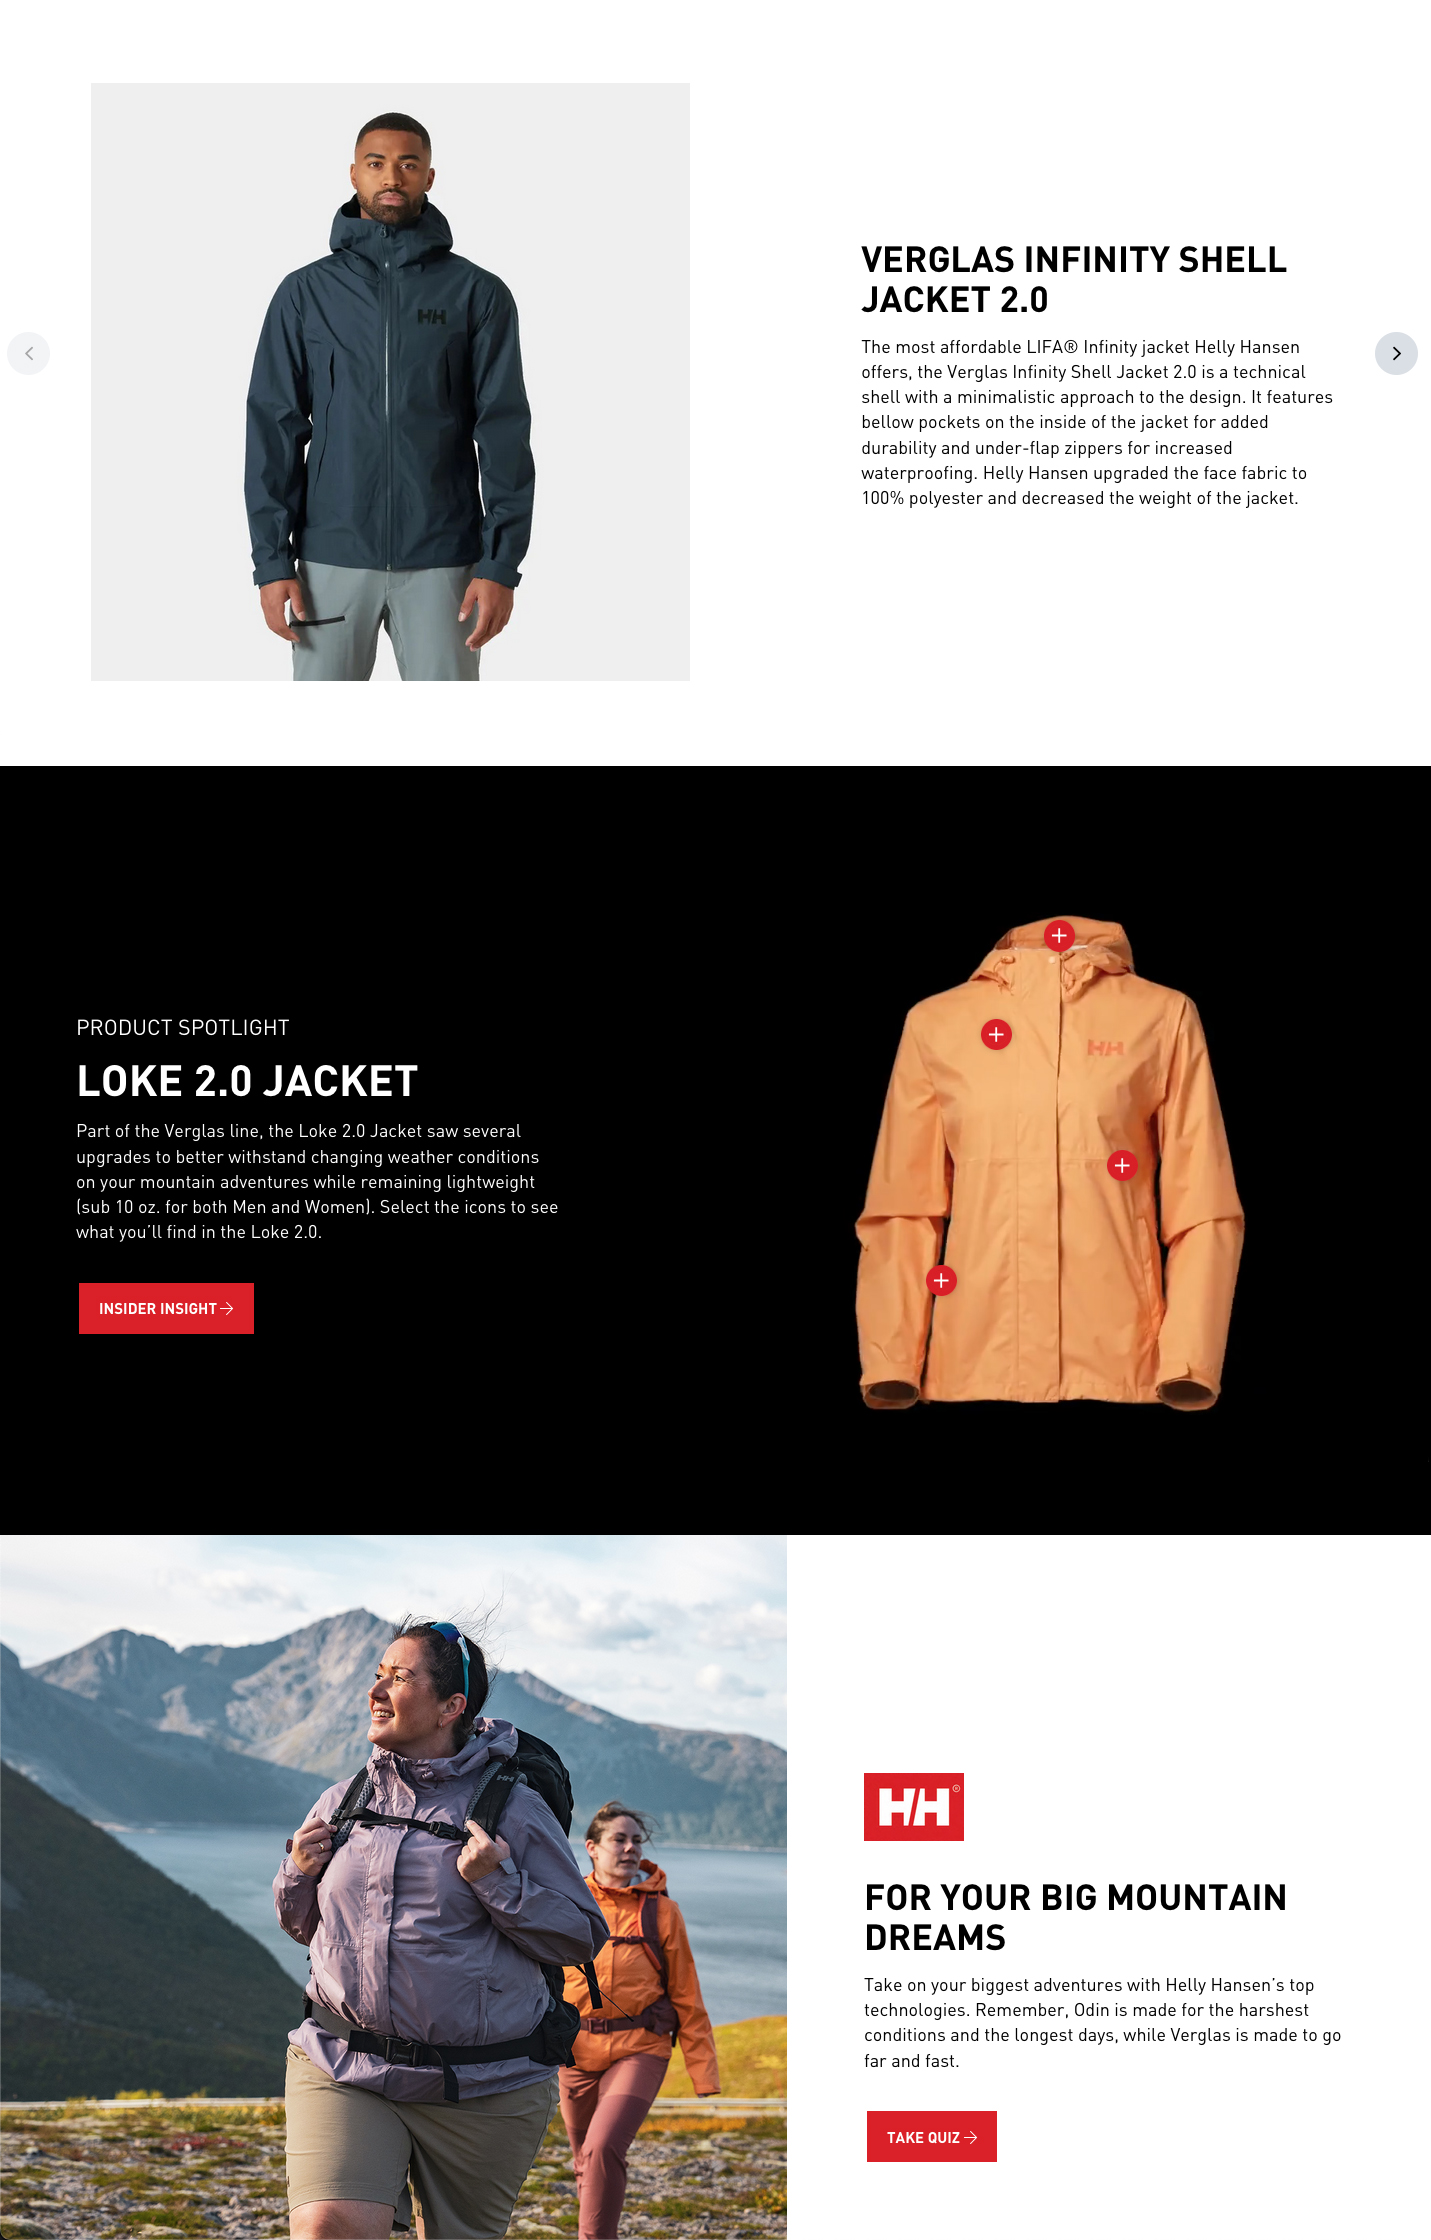 HH
VERGLAS INFINITY SHELL
JACKET 2.0
The most affordable LIFA® Infinity jacket Helly Hansen
offers, the Verglas Infinity Shell Jacket 2.0 is a technical
shell with a minimalistic approach to the design. It features
bellow pockets on the inside of the jacket for added
durability and under-flap zippers for increased
waterproofing. Helly Hansen upgraded the face fabric to
100% polyester and decreased the weight of the jacket.
PRODUCT SPOTLIGHT
LOKE 2.0 JACKET
Part of the Verglas line, the Loke 2.0 Jacket saw several
upgrades to better withstand changing weather conditions
on your mountain adventures while remaining lightweight
(sub 10 oz. for both Men and Women). Select the icons to see
what you’ll find in the Loke 2.0.
INSIDER INSIGHT
HH
HH
HH®
FOR YOUR BIG MOUNTAIN
DREAMS
Take on your biggest adventures with Helly Hansen’s top
technologies. Remember, Odin is made for the harshest
conditions and the longest days, while Verglas is made to go
far and fast.
TAKE QUIZ